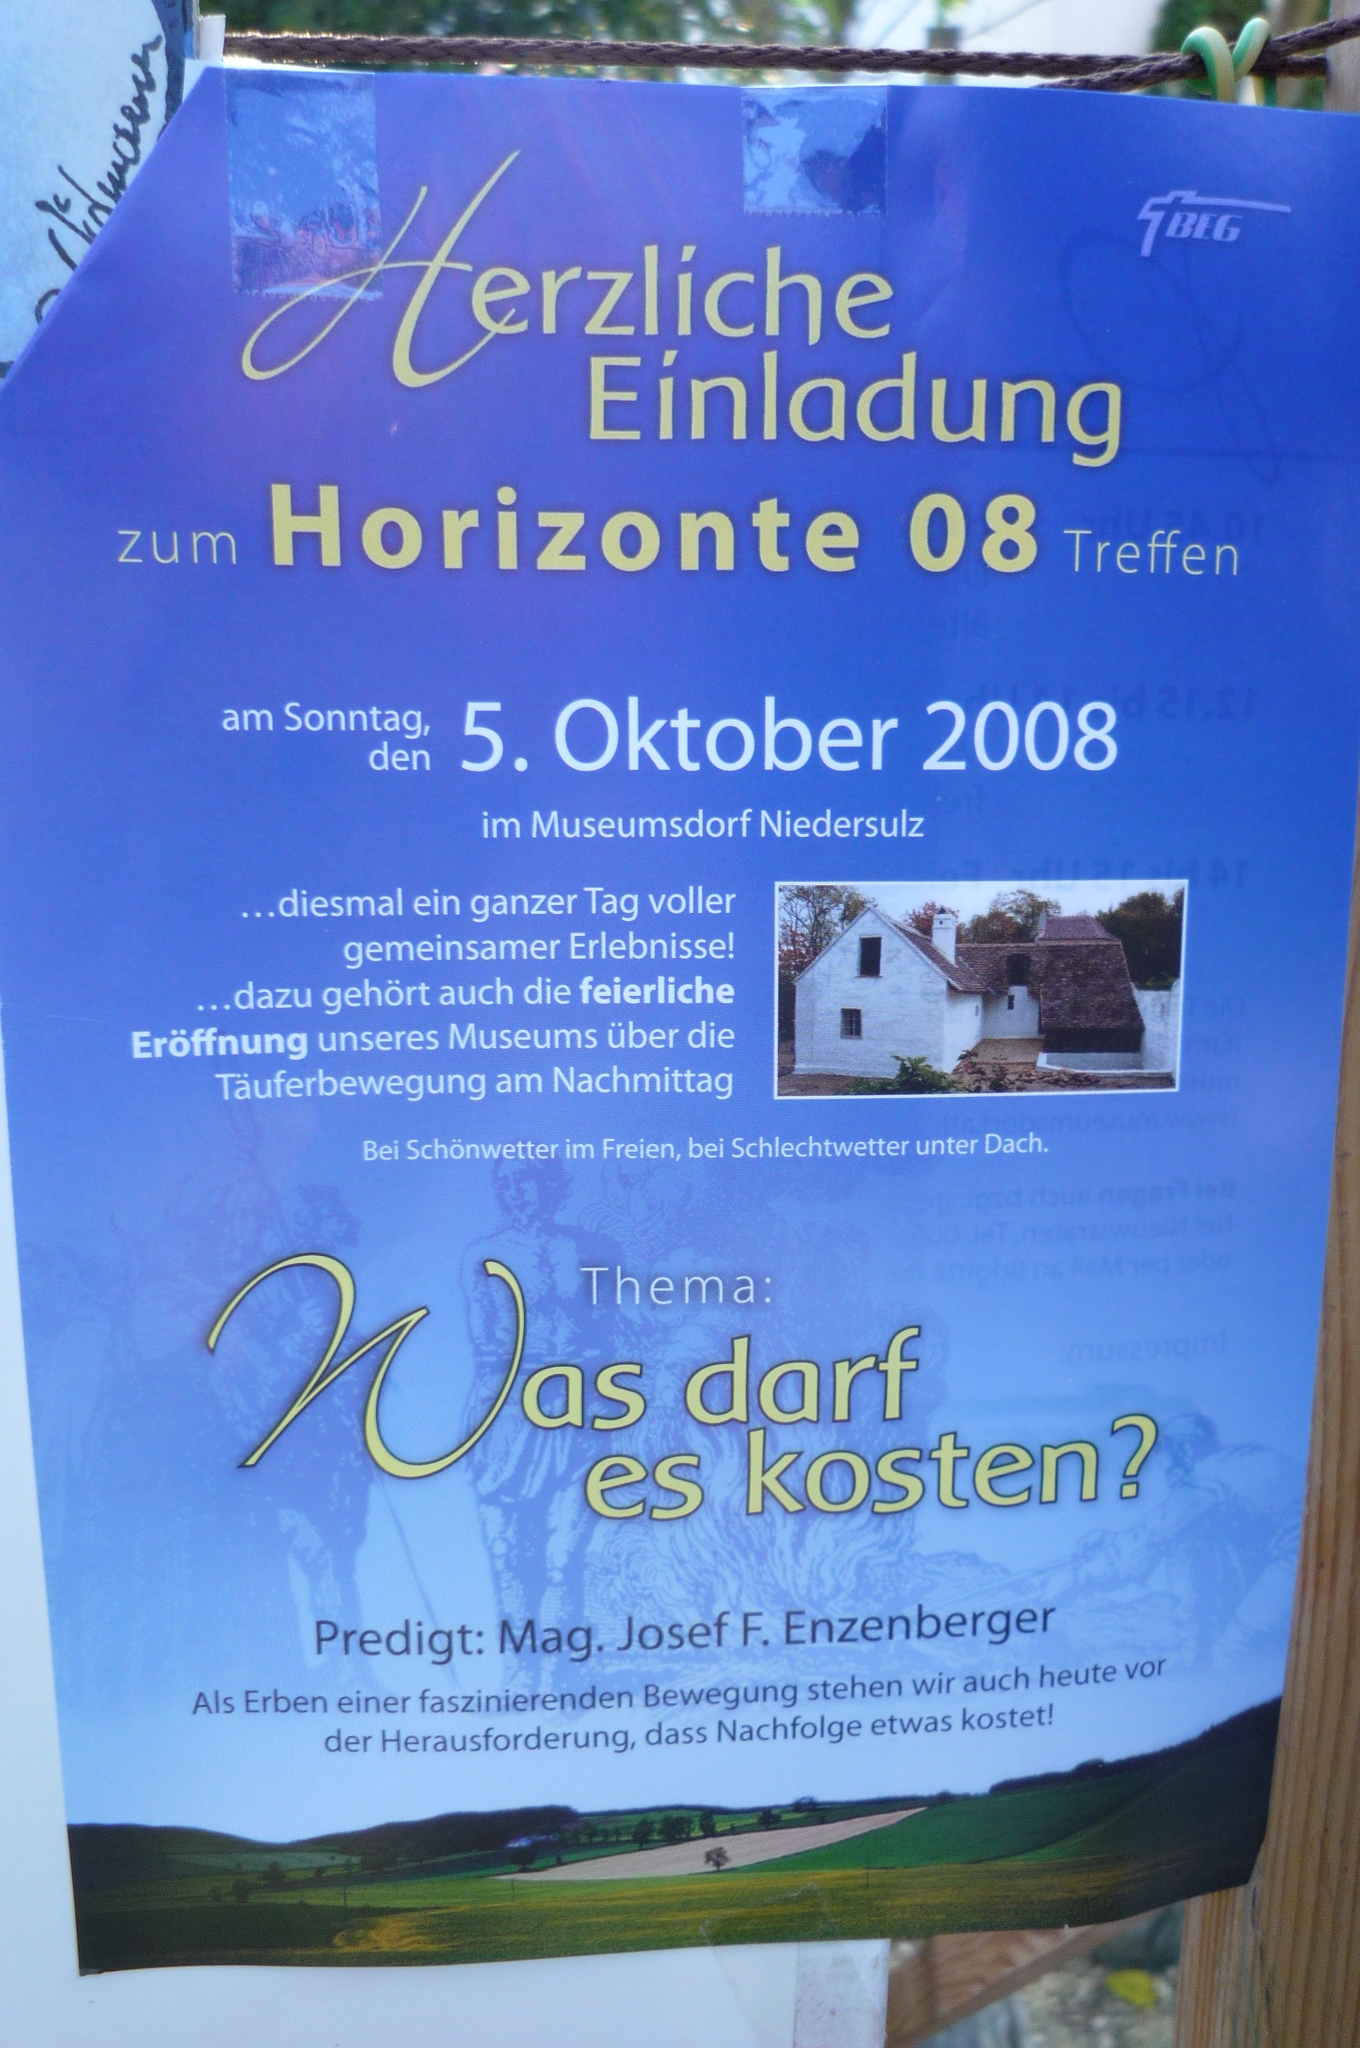 BEG
Herzliche
Einladung
zum Horizonte 08 Treffen
am Sonntag,
den 5. Oktober 2008
im Museumsdorf Niedersulz
...diesmal ein ganzer Tag voller
gemeinsamer Erlebnisse!
...dazu gehört auch die feierliche
Eröffnung unseres Museums über die
Täuferbewegung am Nachmittag
Bei Schönwetter im Freien, bei Schlechtwetter unter Dach.
Thema:
Was darf
es kosten?
Predigt: Mag. Josef F. Enzenberger
Als Erben einer faszinierenden Bewegung stehen wir auch heute vor
der Herausforderung, dass Nachfolge etwas kostet!